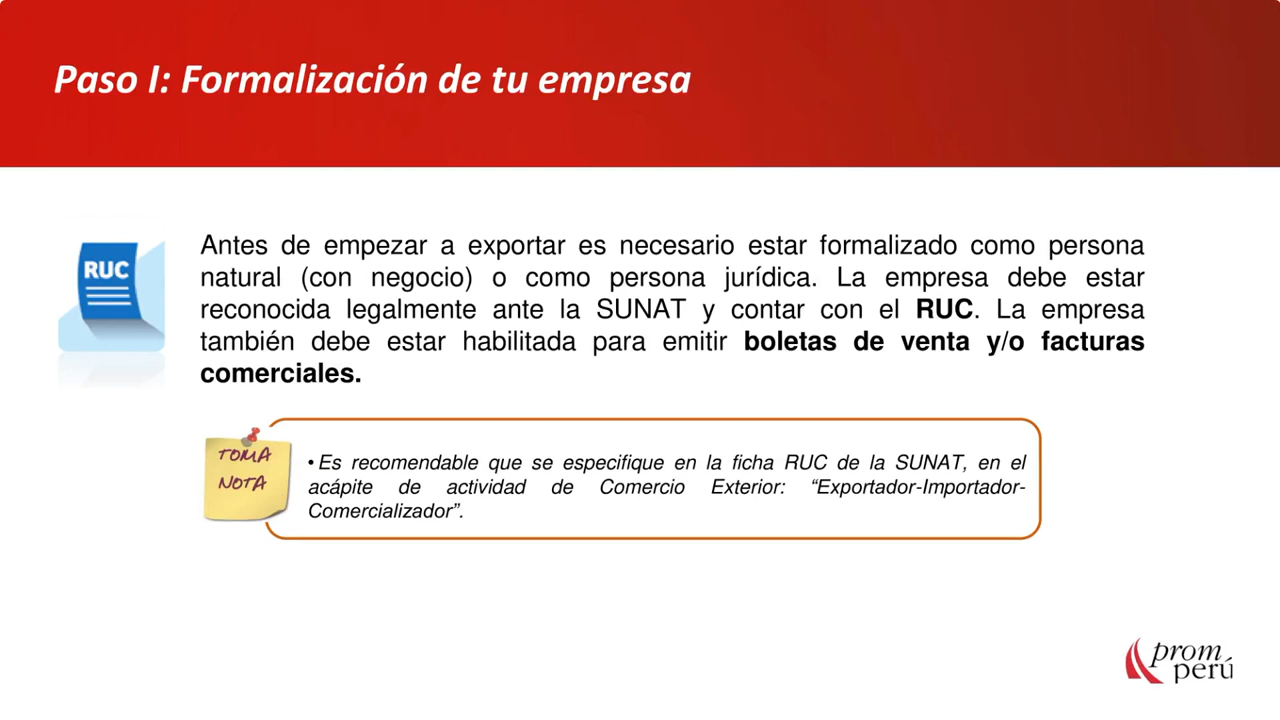 Paso I: Formalización de tu empresa
RUC
Antes de empezar a exportar es necesario estar formalizado como persona
natural (con negocio) o como persona jurídica. La empresa debe estar
reconocida legalmente ante la SUNAT y contar con el RUC. La empresa
también debe estar habilitada para emitir boletas de venta y/o facturas
comerciales.
TOMA
NOTA
• Es recomendable que se especifique en la ficha RUC de la SUNAT, en el
acápite de actividad de Comercio Exterior: “Exportador-Importador-
Comercializador”.
prom
perú